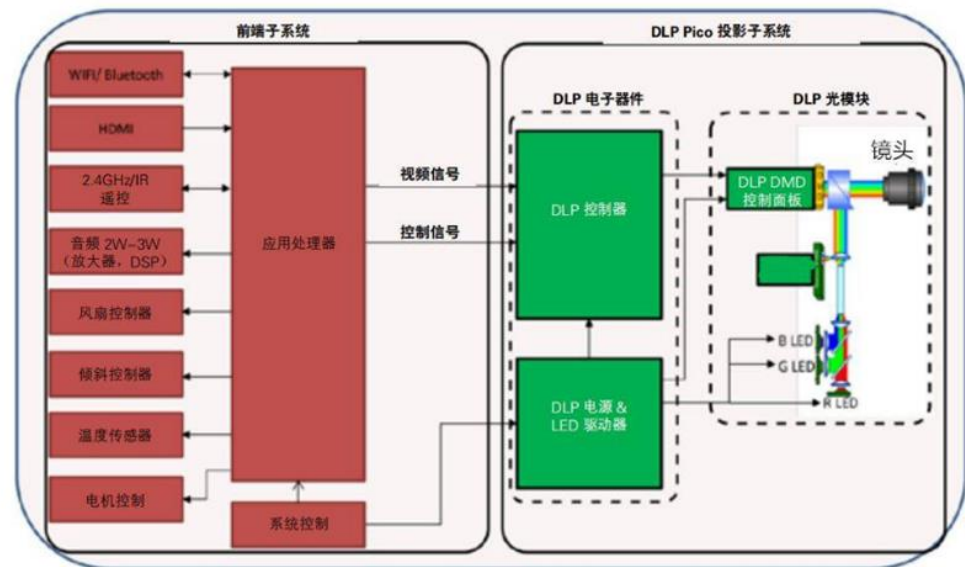 前端子系统
DLP Pico 投影子系统
WIFI/ Bluetooth
HDMI
2.4GHz/IR
遥控
音频 2W-3W
（放大器，DSP）
风扇控制器
倾斜控制器
温度传感器
电机控制
应用处理器
系统控制
视频信号
控制信号
DLP 电子器件
DLP 控制器
DLP 电源 &
LED 驱动器
DLP 光模块
镜头
DLP DMD
控制面板
B LED
G LED
R LED